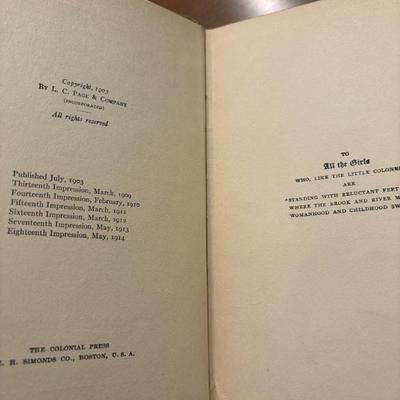 Copyright, 1903
BY L. C. PAGE & COMPANY
(INCORPORATED)
All rights reserved
Published July, 1903
Thirteenth Impression, March, 1909
Fourteenth Impression, February, 1910
Fifteenth Impression, March, 1911
Sixteenth Impression, March, 1912
Seventeenth Impression, May, 1913
Eighteenth Impression, May, 1914
THE COLONIAL PRESS
. H. SIMONDS CO., BOSTON, U. S. A.
TO
All the Girls
WHO, LIKE THE LITTLE COLONE
ARE
"STANDING WITH RELUCTANT FEET
WHERE THE BROOK AND RIVER M
WOMANHOOD AND CHILDHOOD SW